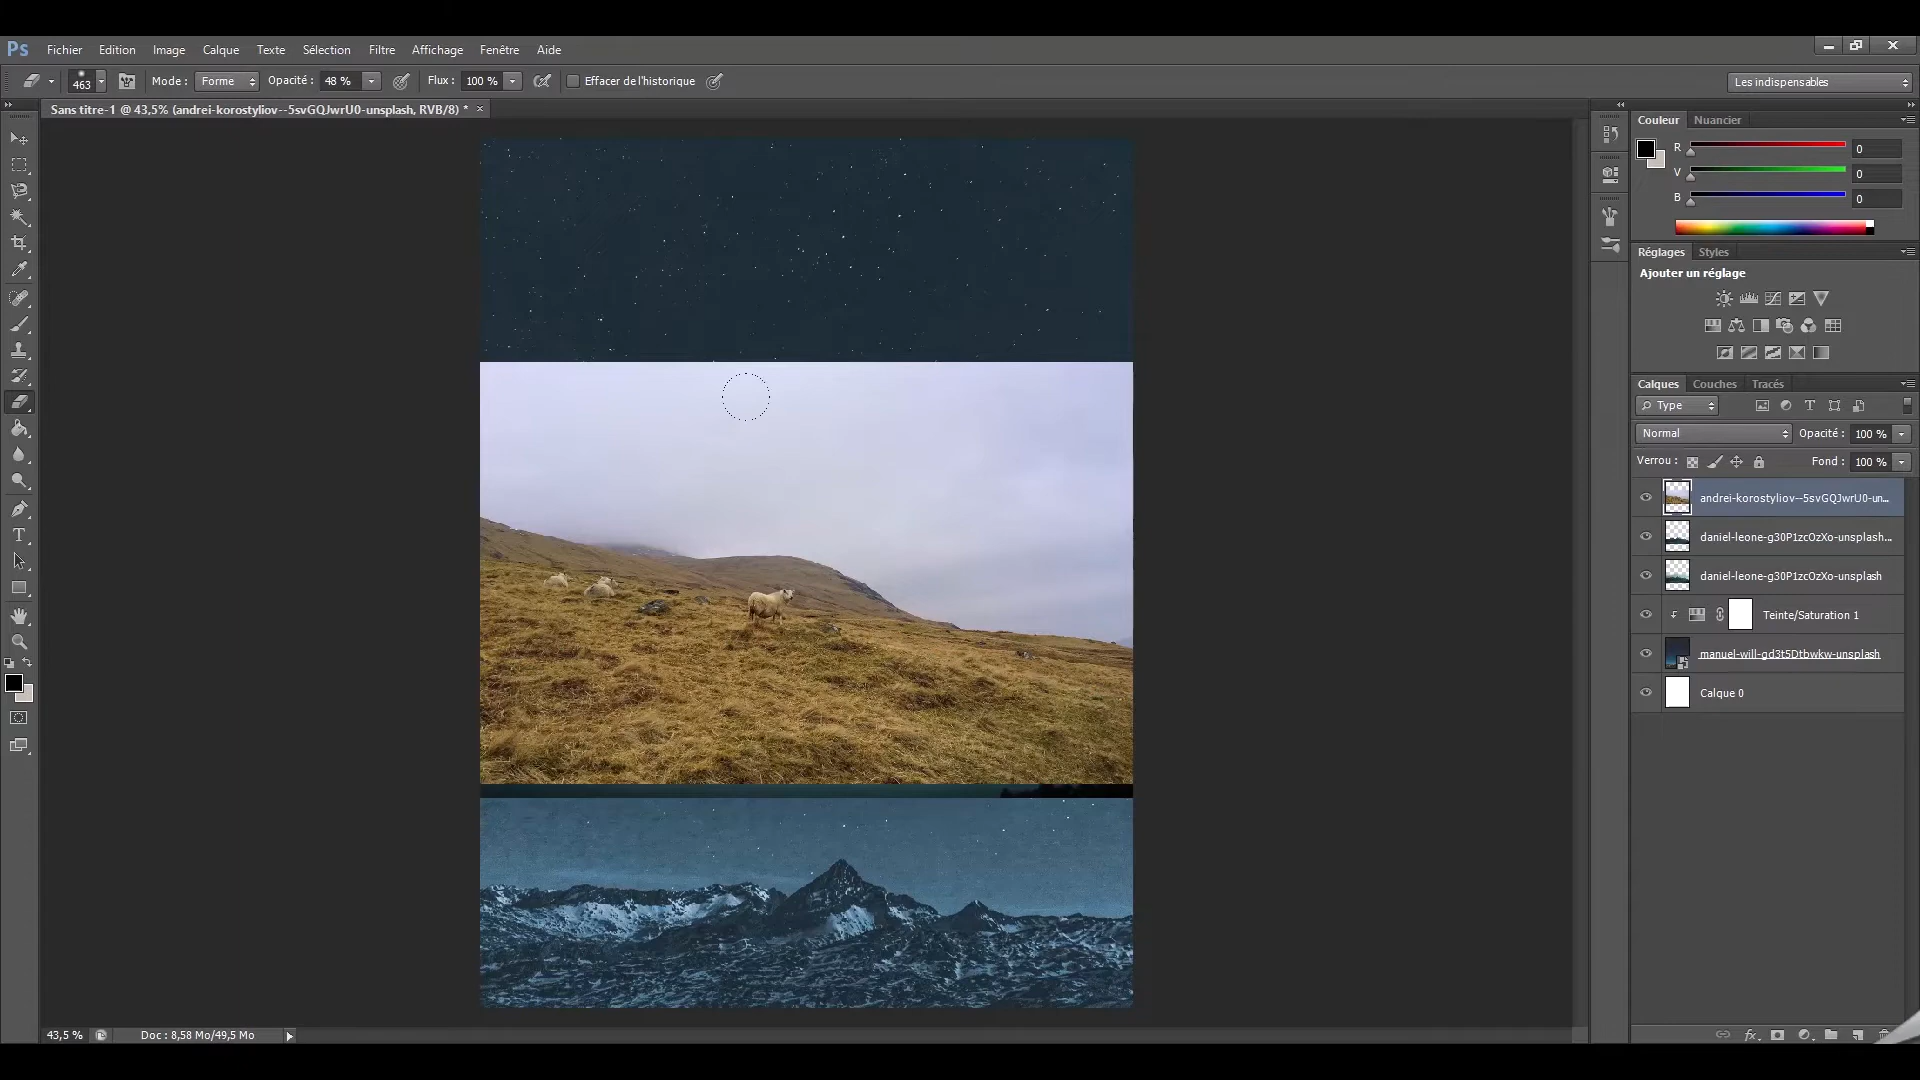 Ps Fichier Edition Image Calque Texte Sélection Filtre Affichage Fenêtre Aide
463 Mode : Forme Opacité : 48 % Flux : 100 % Effacer de l'historique Les indispensables
Sans titre-1 @ 43,5% (andrei-korostyliov--5svGQJwrU0-unsplash, RVB/8) * ×
Couleur Nuancier
R 0
V 0
B 0
Réglages Styles
Ajouter un réglage
Calques Couches Tracés
Type
Normal Opacité : 100 %
Verrou : Fond : 100 %
andrei-korostyliov--5svGQJwrU0-un...
daniel-leone-g30P1zcOzXo-unsplash...
daniel-leone-g30P1zcOzXo-unsplash
Teinte/Saturation 1
manuel-will-gd3t5Dtbwkw-unsplash
Calque 0
43,5 % Doc : 8,58 Mo/49,5 Mo